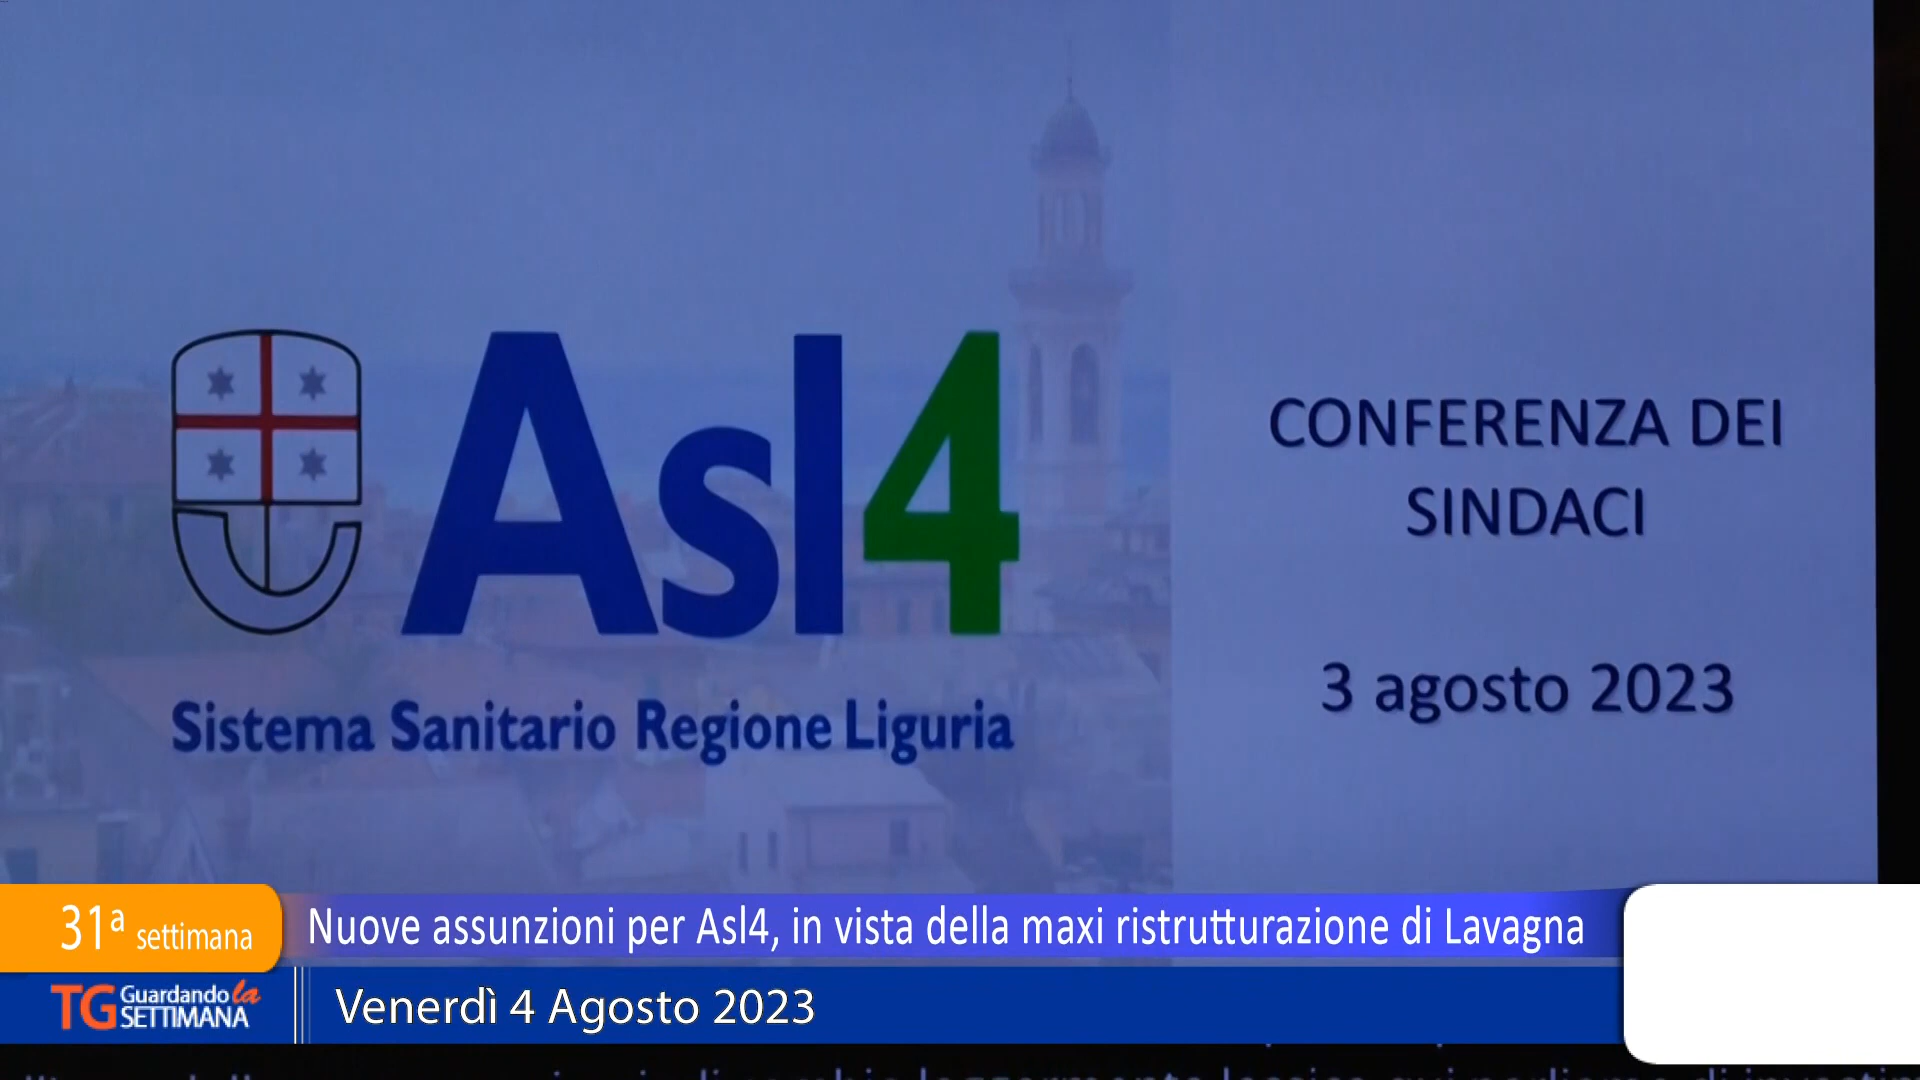 Asl4
Sistema Sanitario Regione Liguria
CONFERENZA DEI
SINDACI
3 agosto 2023
31ª settimana
Nuove assunzioni per Asl4, in vista della maxi ristrutturazione di Lavagna
TG Guardando la
SETTIMANA
Venerdì 4 Agosto 2023